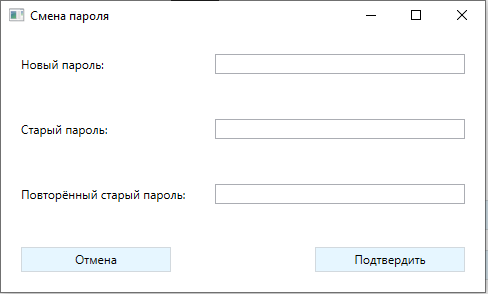 Смена пароля
Новый пароль:
Старый пароль:
Повторённый старый пароль:
Отмена
Подтвердить